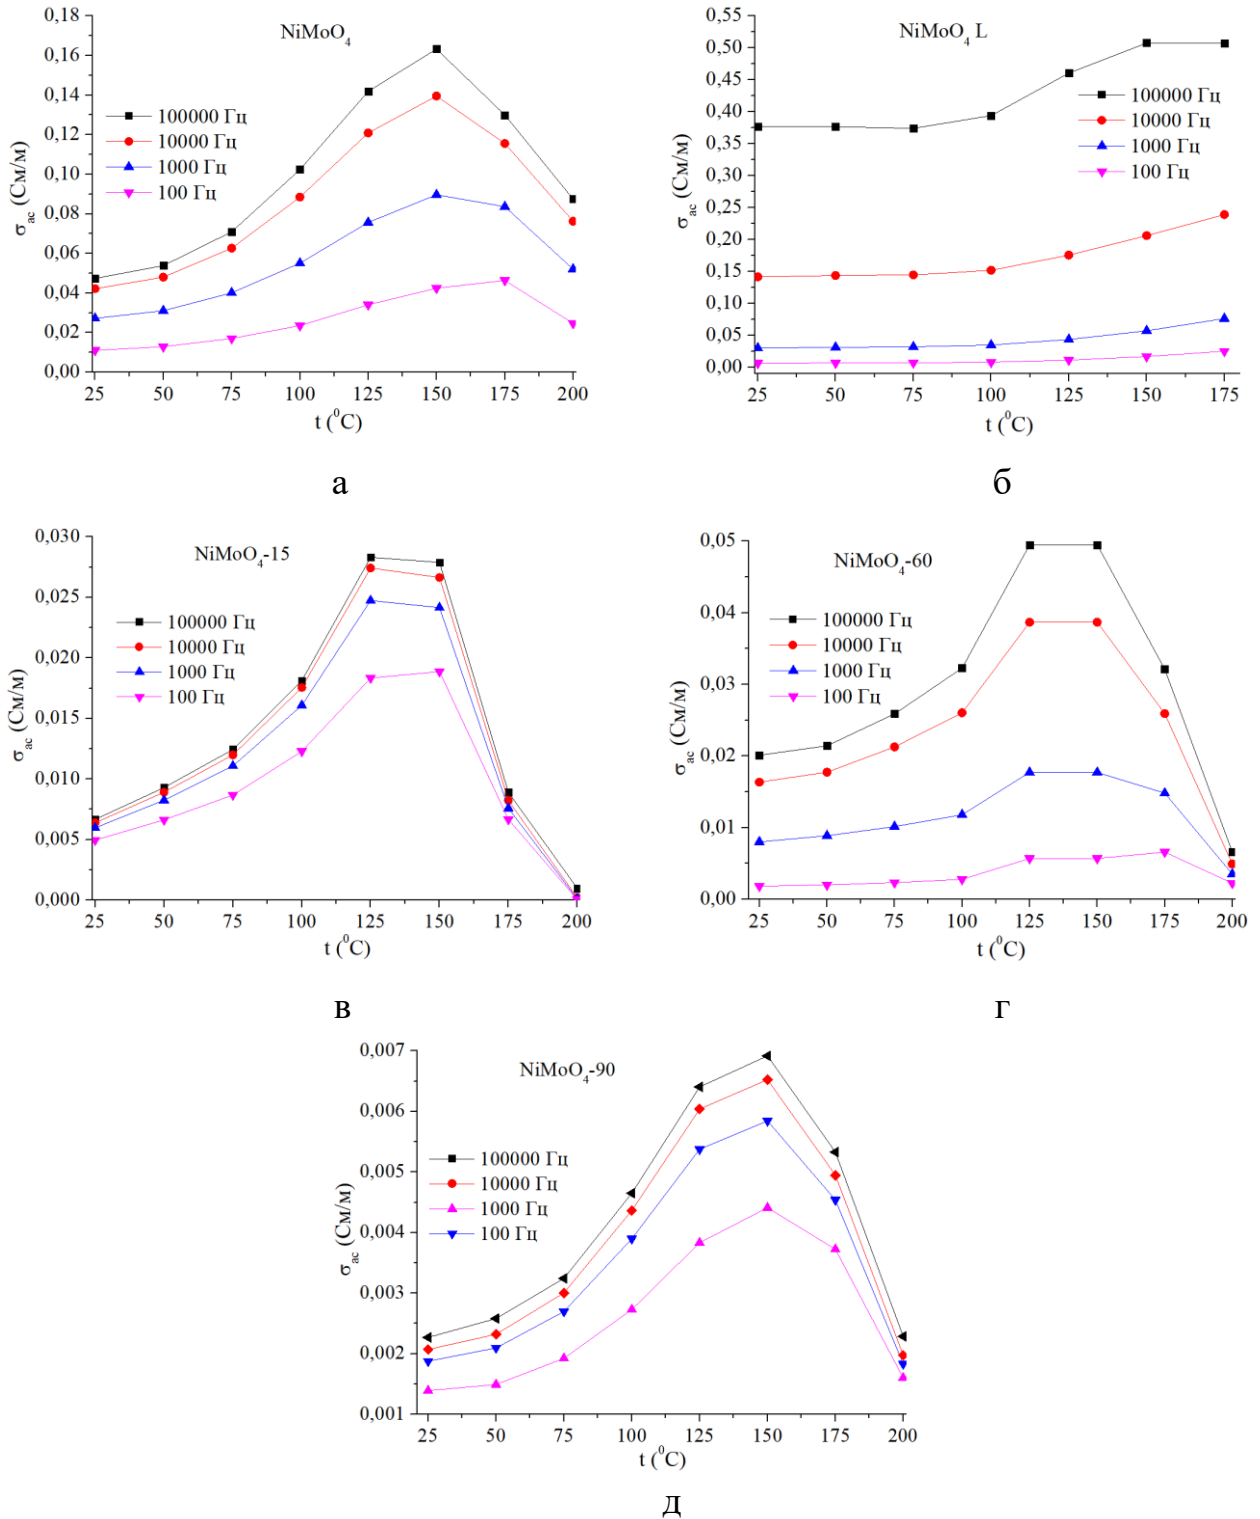 NiMoO₄
σac (См/м)
0,18
0,16
0,14
0,12
0,10
0,08
0,06
0,04
0,02
0,00
100000 Гц
10000 Гц
1000 Гц
100 Гц
25 50 75 100 125 150 175 200
t (⁰C)
а
NiMoO₄ L
σac (См/м)
0,55
0,50
0,45
0,40
0,35
0,30
0,25
0,20
0,15
0,10
0,05
0,00
100000 Гц
10000 Гц
1000 Гц
100 Гц
25 50 75 100 125 150 175
t (⁰C)
б
NiMoO₄-15
σac (См/м)
0,030
0,025
0,020
0,015
0,010
0,005
0,000
100000 Гц
10000 Гц
1000 Гц
100 Гц
25 50 75 100 125 150 175 200
t (⁰C)
в
NiMoO₄-60
σac (См/м)
0,05
0,04
0,03
0,02
0,01
0,00
100000 Гц
10000 Гц
1000 Гц
100 Гц
25 50 75 100 125 150 175 200
t (⁰C)
г
NiMoO₄-90
σac (См/м)
0,007
0,006
0,005
0,004
0,003
0,002
0,001
100000 Гц
10000 Гц
1000 Гц
100 Гц
25 50 75 100 125 150 175 200
t (⁰C)
д